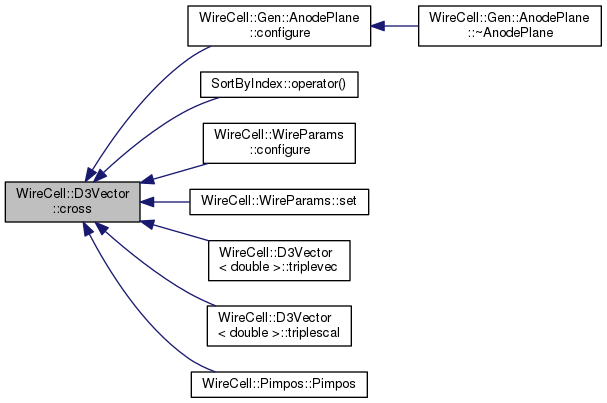 WireCell::Gen::AnodePlane
::configure
WireCell::Gen::AnodePlane
::~AnodePlane
SortByIndex::operator()
WireCell::WireParams
::configure
WireCell::D3Vector
::cross
WireCell::WireParams::set
WireCell::D3Vector
< double >::triplevec
WireCell::D3Vector
< double >::triplescal
WireCell::Pimpos::Pimpos